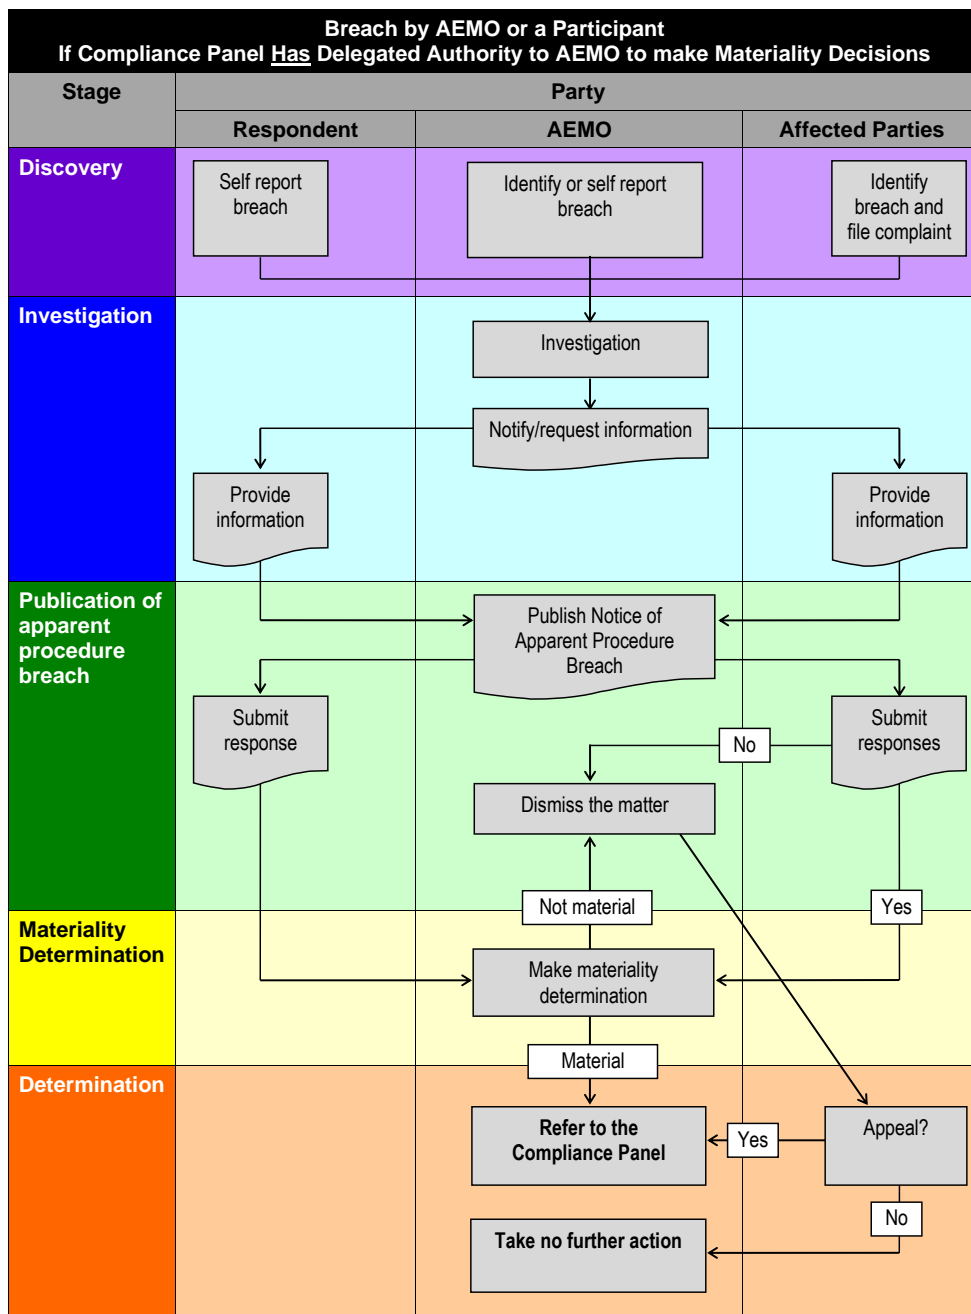 Breach by AEMO or a Participant
If Compliance Panel Has Delegated Authority to AEMO to make Materiality Decisions
Stage
Party
Respondent
AEMO
Affected Parties
Discovery
Self report
breach
Identify or self report
breach
Identify
breach and
file complaint
Investigation
Investigation
Notify/request information
Provide
information
Provide
information
Publication of
apparent
procedure
breach
Publish Notice of
Apparent Procedure
Breach
Submit
response
Submit
responses
No
Dismiss the matter
Not material
Yes
Materiality
Determination
Make materiality
determination
Material
Determination
Refer to the
Compliance Panel
Yes
Appeal?
No
Take no further action